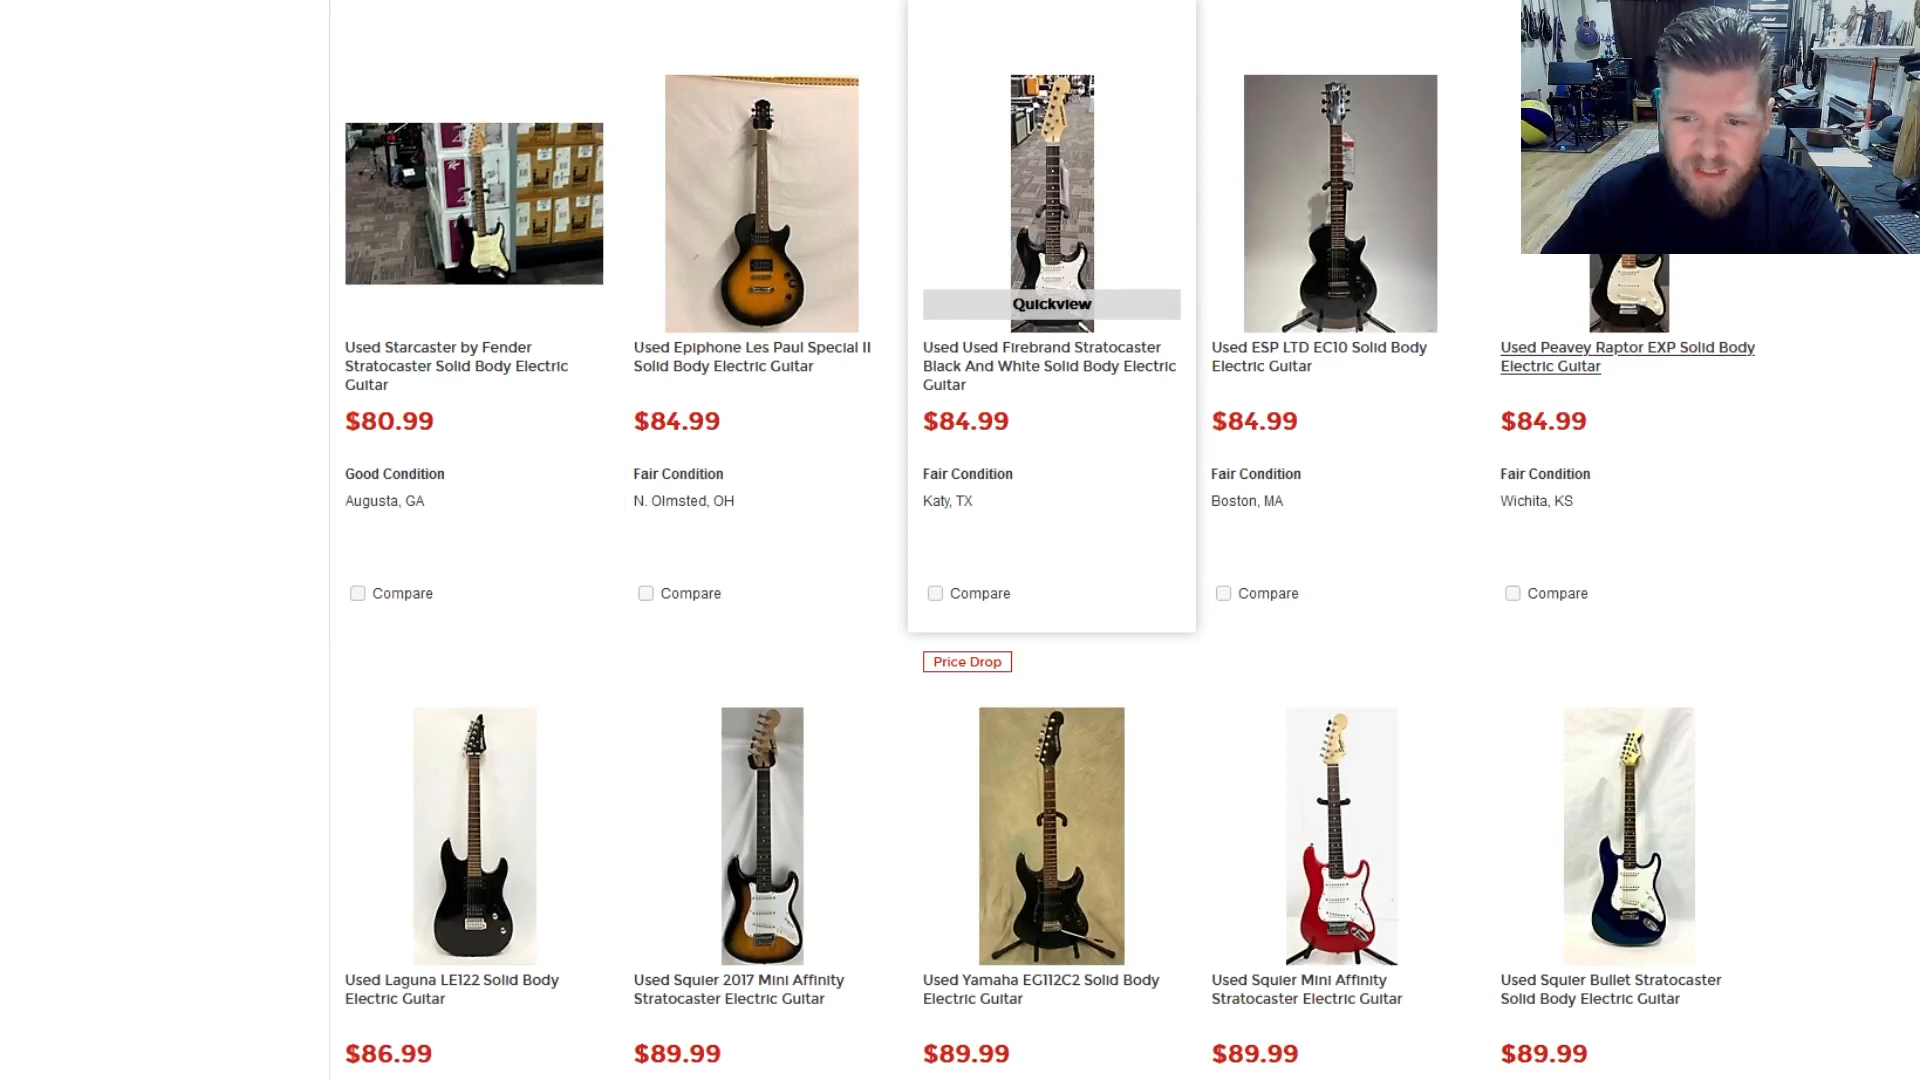 Quickview
Used Starcaster by Fender
Stratocaster Solid Body Electric
Guitar
$80.99
Good Condition
Augusta, GA
Compare
Used Epiphone Les Paul Special II
Solid Body Electric Guitar
$84.99
Fair Condition
N. Olmsted, OH
Compare
Used Used Firebrand Stratocaster
Black And White Solid Body Electric
Guitar
$84.99
Fair Condition
Katy, TX
Compare
Used ESP LTD EC10 Solid Body
Electric Guitar
$84.99
Fair Condition
Boston, MA
Compare
Used Peavey Raptor EXP Solid Body
Electric Guitar
$84.99
Fair Condition
Wichita, KS
Compare
Price Drop
Used Laguna LE122 Solid Body
Electric Guitar
$86.99
Used Squier 2017 Mini Affinity
Stratocaster Electric Guitar
$89.99
Used Yamaha EG112C2 Solid Body
Electric Guitar
$89.99
Used Squier Mini Affinity
Stratocaster Electric Guitar
$89.99
Used Squier Bullet Stratocaster
Solid Body Electric Guitar
$89.99